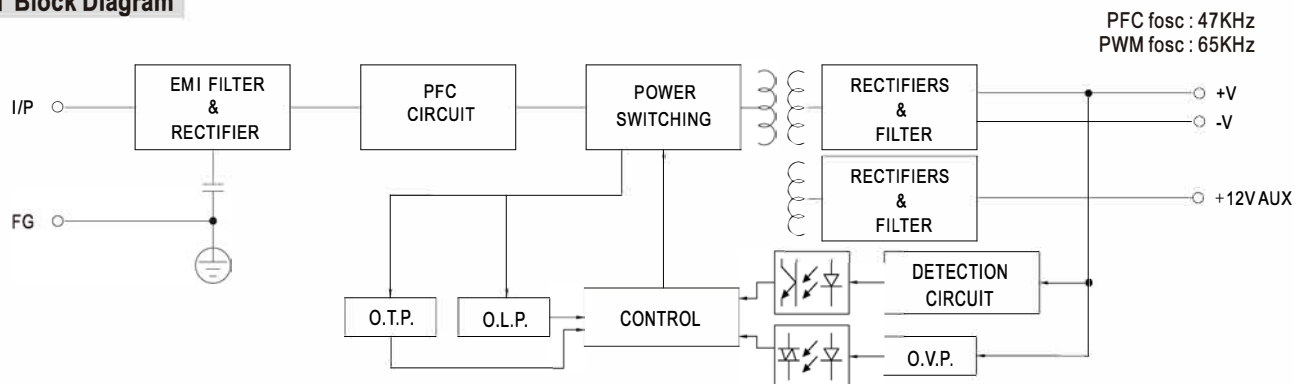 Block Diagram
PFC fosc : 47KHz
PWM fosc : 65KHz
I/P
EMI FILTER
&
RECTIFIER
PFC
CIRCUIT
POWER
SWITCHING
RECTIFIERS
&
FILTER
+V
-V
RECTIFIERS
&
FILTER
+12V AUX
FG
DETECTION
CIRCUIT
O.T.P.
O.L.P.
CONTROL
O.V.P.